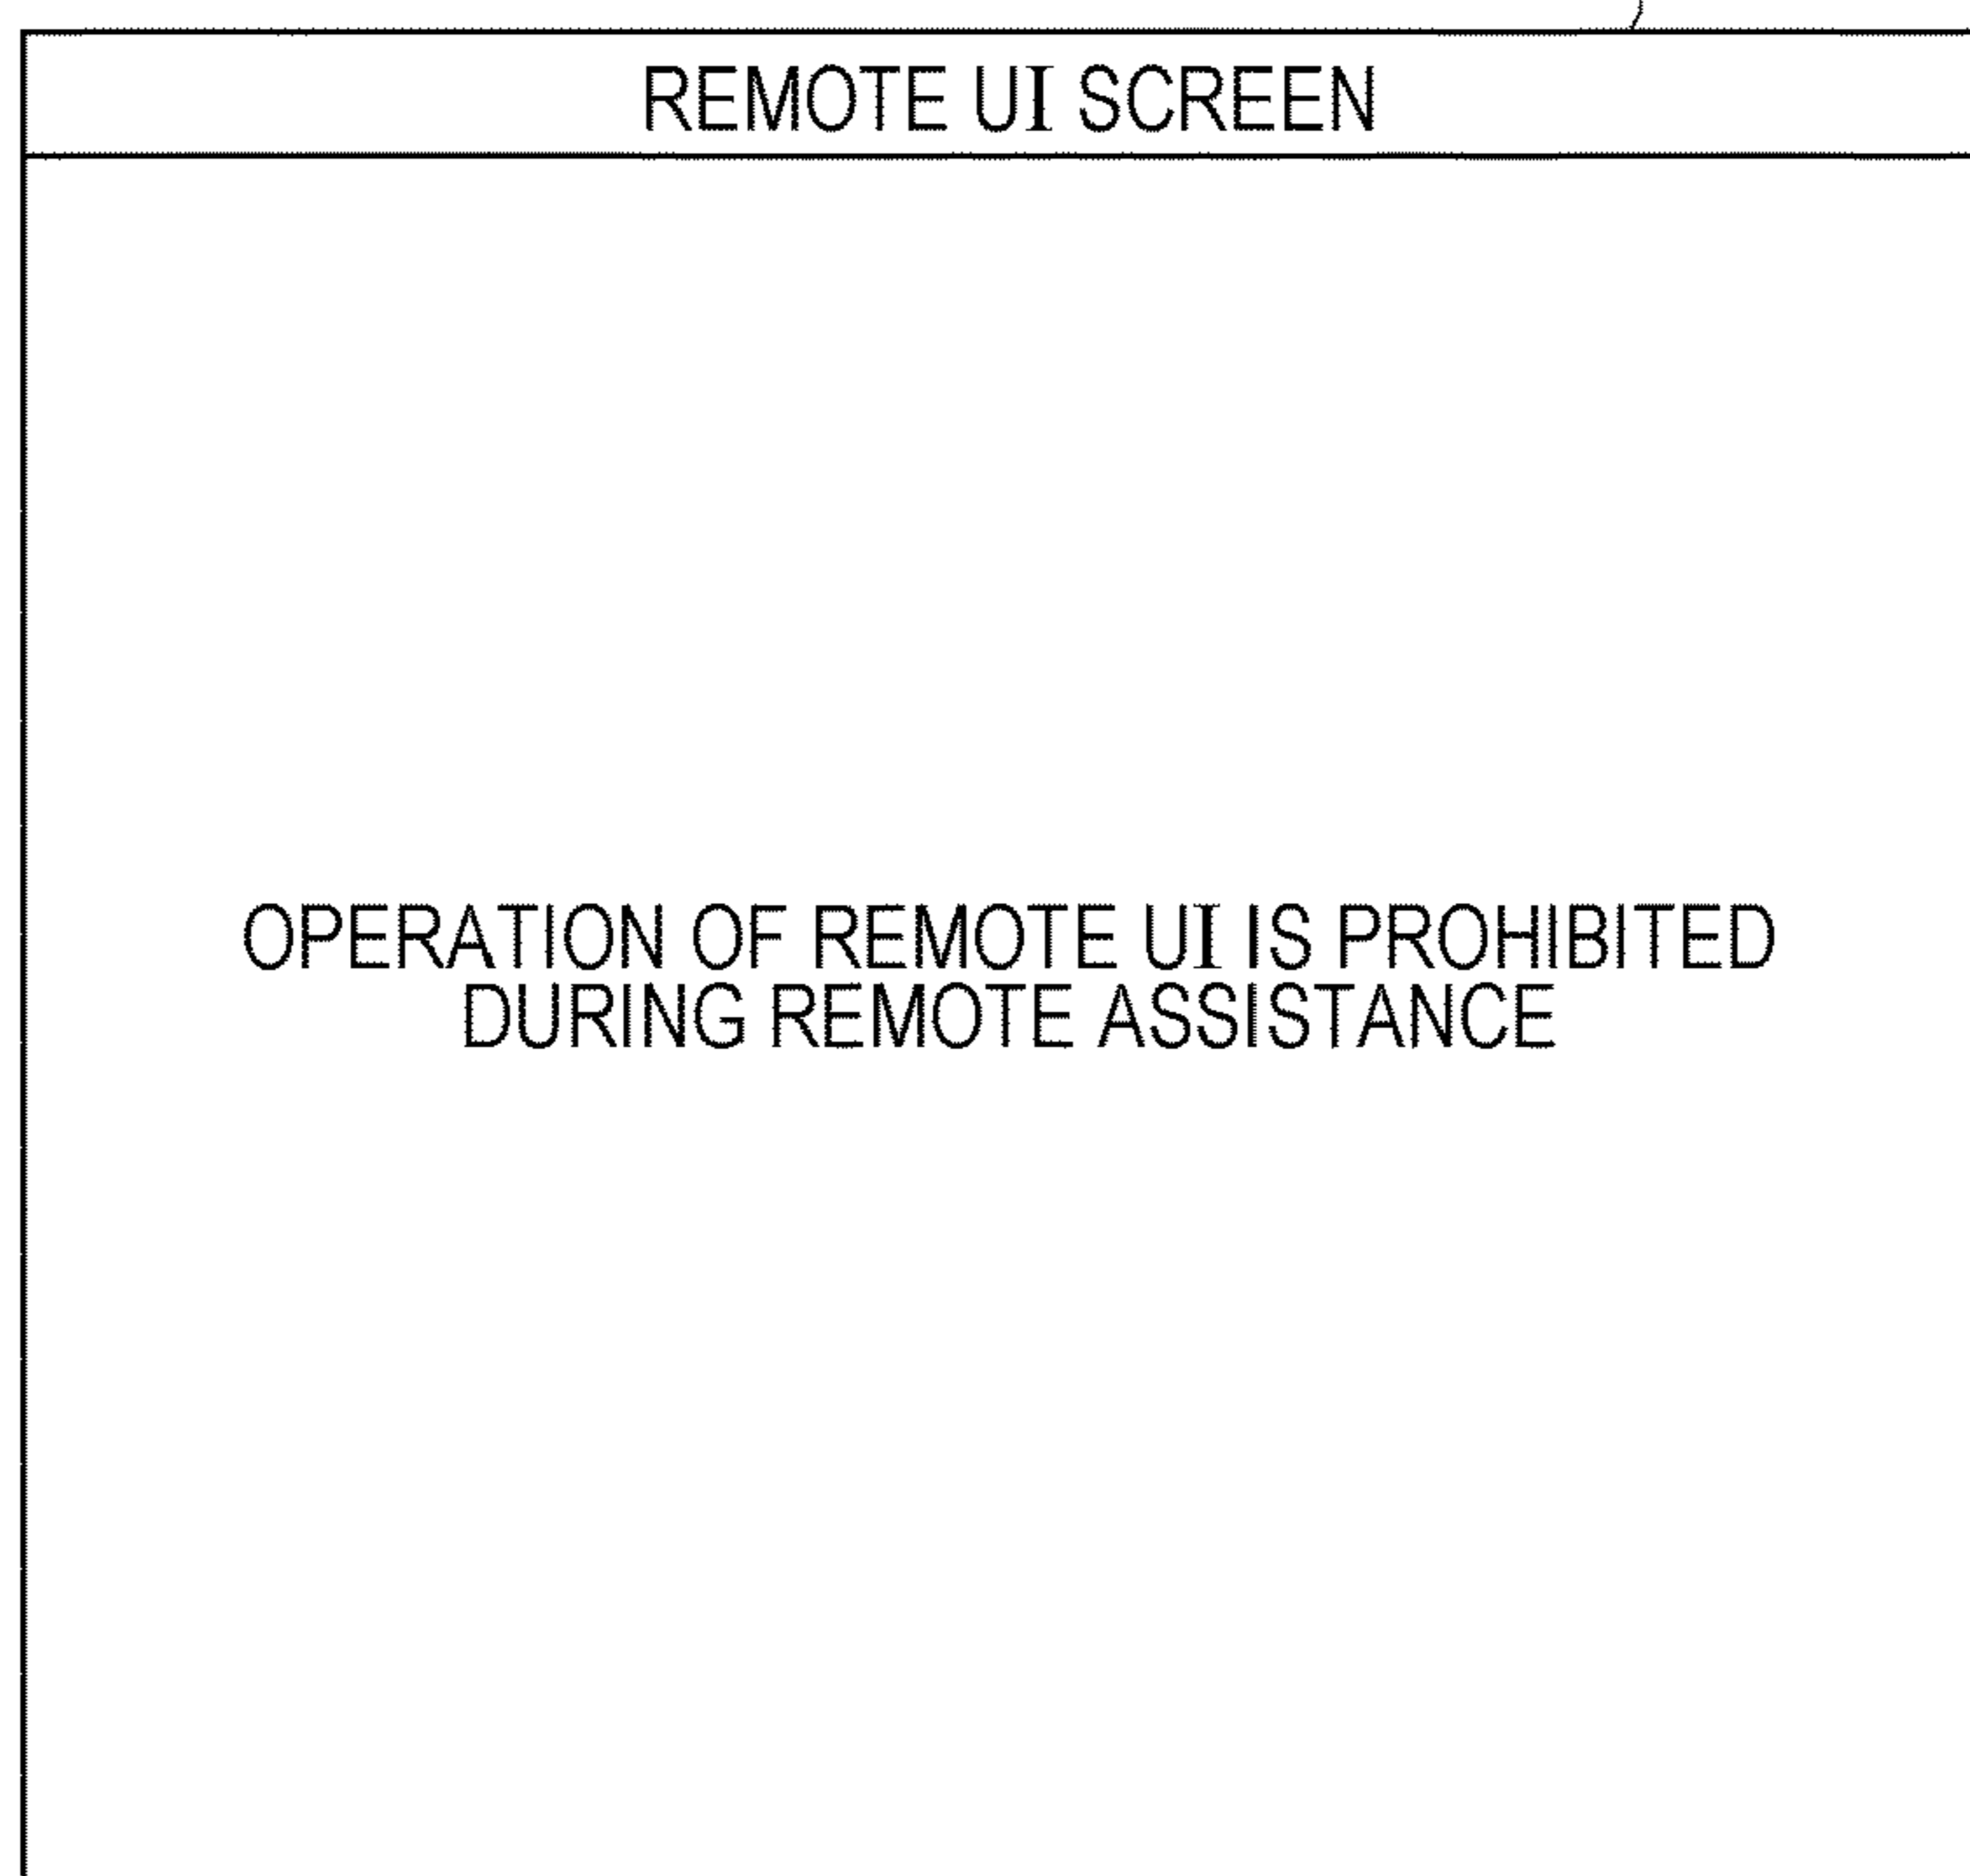 REMOTE UI SCREEN
OPERATION OF REMOTE UI IS PROHIBITED
DURING REMOTE ASSISTANCE